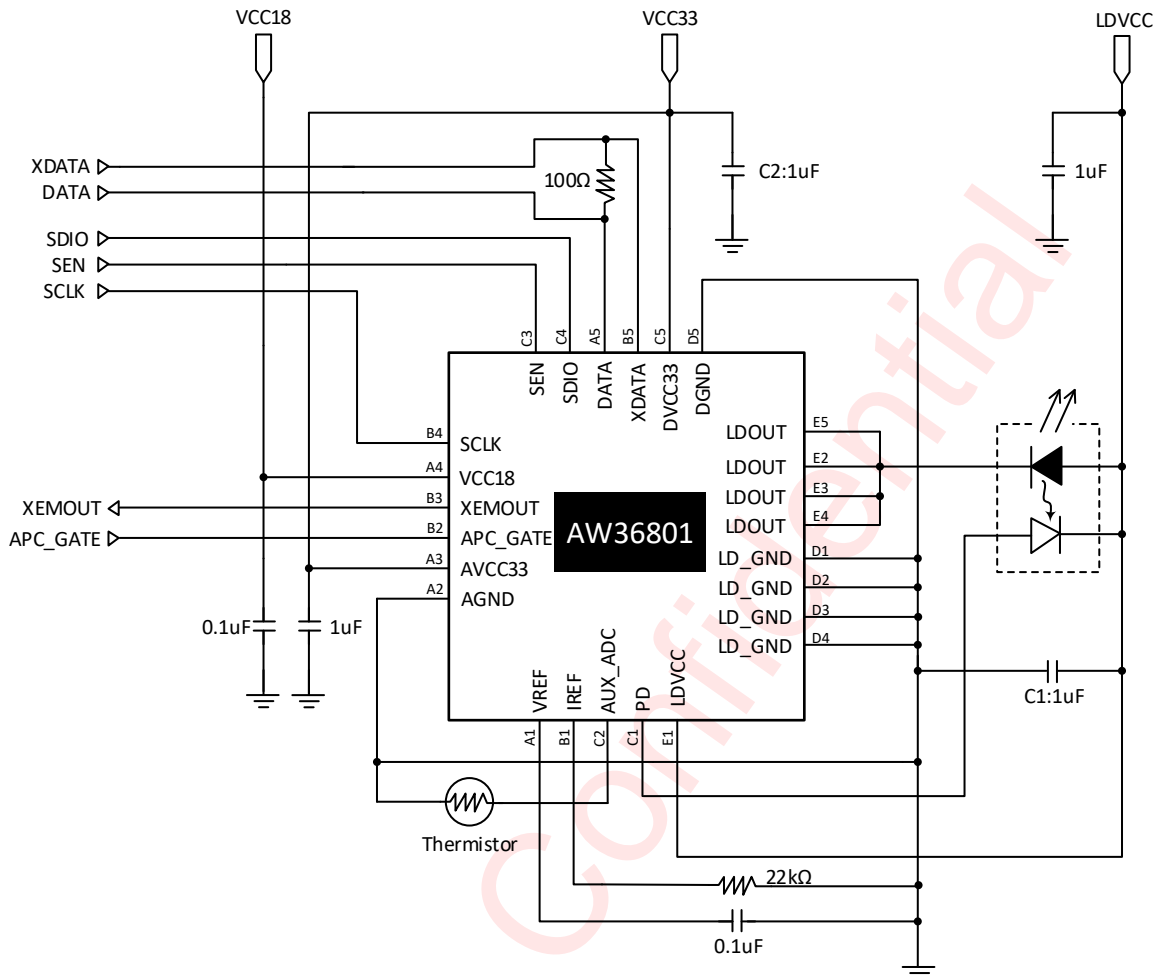 VCC18
VCC33
LDVCC
XDATA
DATA
SDIO
SEN
SCLK
100Ω
C2:1uF
1uF
C3
C4
A5
B5
C5
D5
SEN
SDIO
DATA
XDATA
DVCC33
DGND
B4 SCLK
A4 VCC18
XEMOUT B3 XEMOUT
APC_GATE B2 APC_GATE
A3 AVCC33
A2 AGND
AW36801
LDOUT E5
LDOUT E2
LDOUT E3
LDOUT E4
LD_GND D1
LD_GND D2
LD_GND D3
LD_GND D4
0.1uF
1uF
C1:1uF
VREF
IREF
AUX_ADC
PD
LDVCC
A1
B1
C2
C1
E1
Thermistor
22kΩ
0.1uF
Confidential